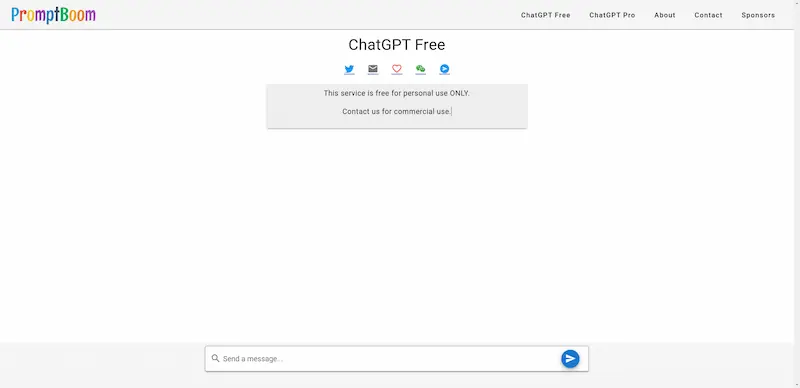 PromptBoom
ChatGPT Free ChatGPT Pro About Contact Sponsors
ChatGPT Free
This service is free for personal use ONLY.
Contact us for commercial use.
Send a message...